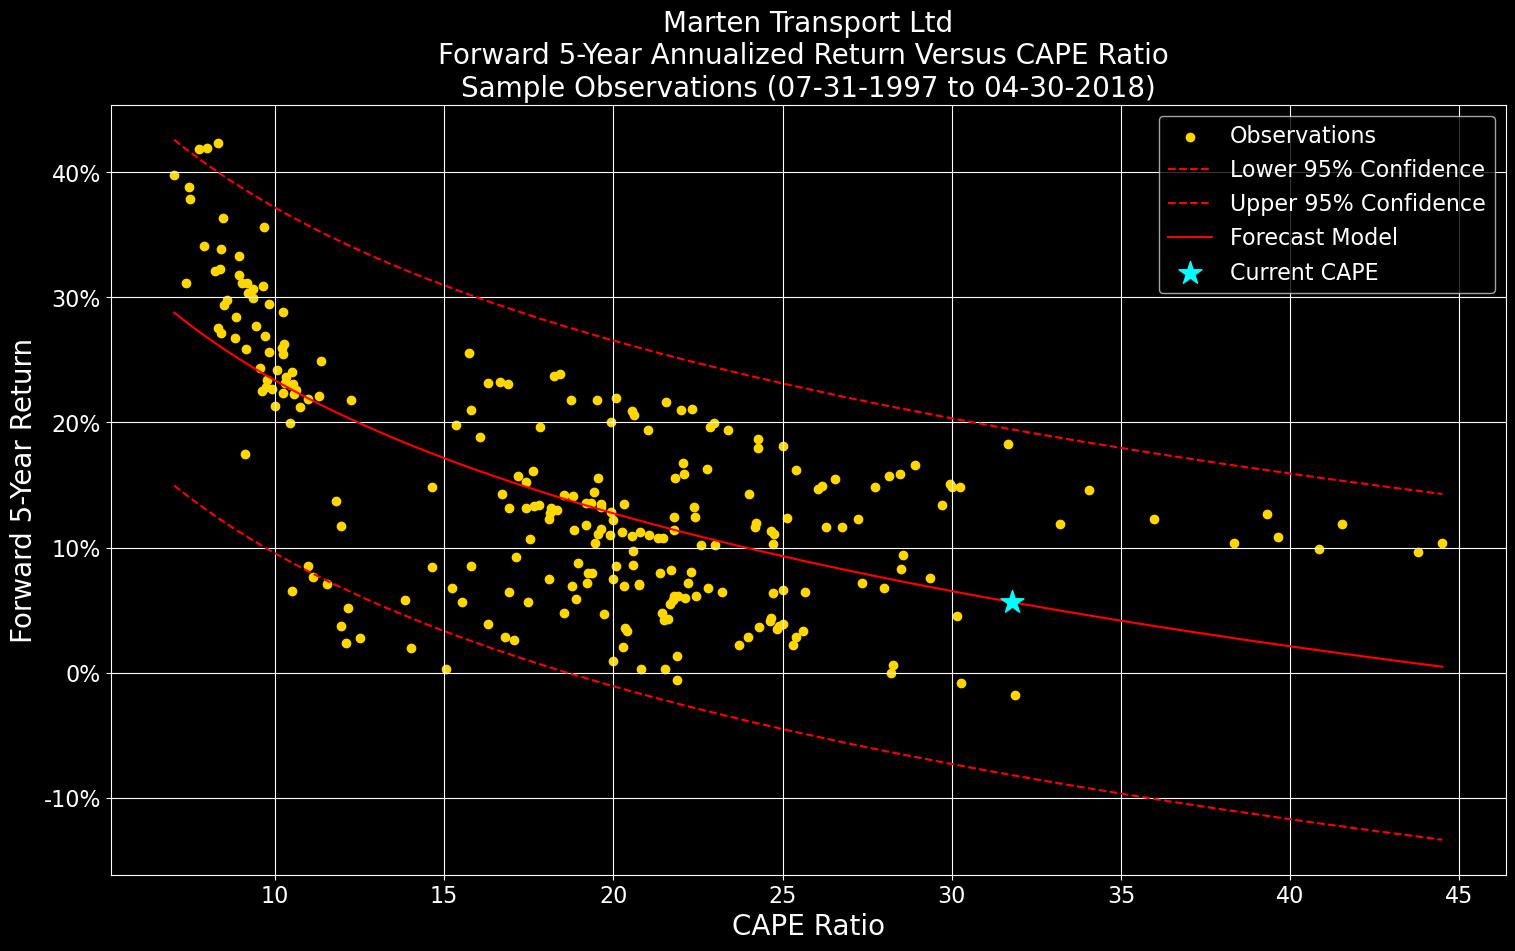 Marten Transport Ltd
Forward 5-Year Annualized Return Versus CAPE Ratio
Sample Observations (07-31-1997 to 04-30-2018)
Observations
Lower 95% Confidence
Upper 95% Confidence
Forecast Model
Current CAPE
Forward 5-Year Return
40%
30%
20%
10%
0%
-10%
10 15 20 25 30 35 40 45
CAPE Ratio